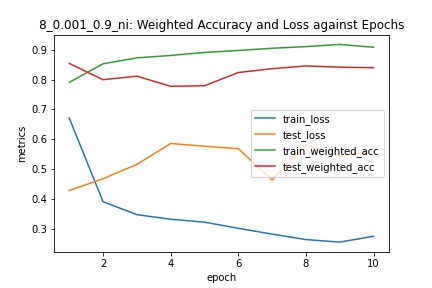 8_0.001_0.9_ni: Weighted Accuracy and Loss against Epochs
0.9
0.8
0.7
0.6
0.5
0.4
0.3
metrics
train_loss
test_loss
train_weighted_acc
test_weighted_acc
2 4 6 8 10
epoch